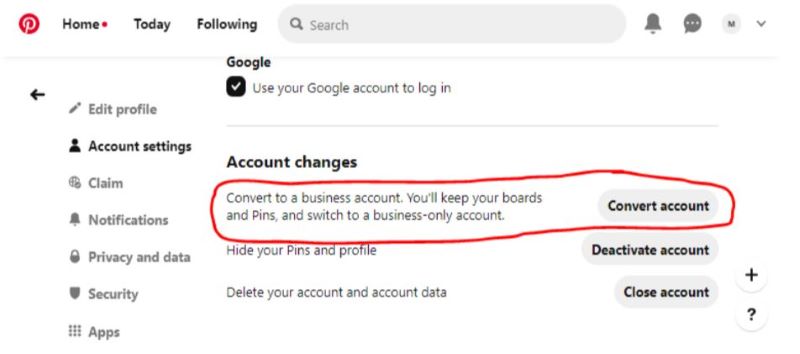 Home Today Following Search M
Google
Use your Google account to log in
Edit profile
Account settings
Claim
Notifications
Privacy and data
Security
Apps
Account changes
Convert to a business account. You'll keep your boards
and Pins, and switch to a business-only account.
Convert account
Hide your Pins and profile
Deactivate account
Delete your account and account data
Close account
+
?